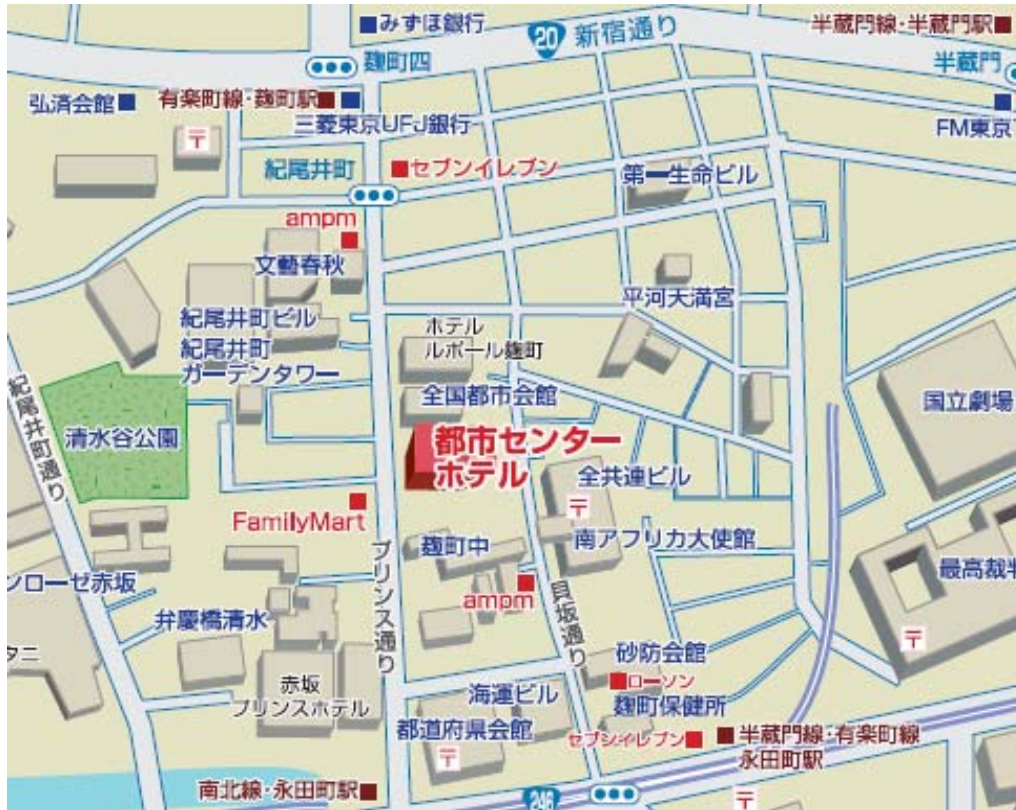 みずほ銀行
20 新宿通り
半蔵門線・半蔵門駅
麹町四
半蔵門
弘済会館
有楽町線・麹町駅
三菱東京UFJ銀行
FM東京
〒
紀尾井町
セブンイレブン
第一生命ビル
ampm
文藝春秋
平河天満宮
紀尾井町ビル
ホテル
ルポール麹町
紀尾井町
ガーデンタワー
全国都市会館
国立劇場
紀尾井町通り
清水谷公園
都市センター
ホテル
全共連ビル
〒
FamilyMart
南アフリカ大使館
麹町中
プリンス通り
最高裁判
ンローゼ赤坂
ampm
貝坂通り
弁慶橋清水
〒
タニ
砂防会館
赤坂
プリンスホテル
ローソン
海運ビル
麹町保健所
都道府県会館
〒
セブンイレブン
半蔵門線・有楽町線
永田町駅
南北線・永田町駅
246
〒